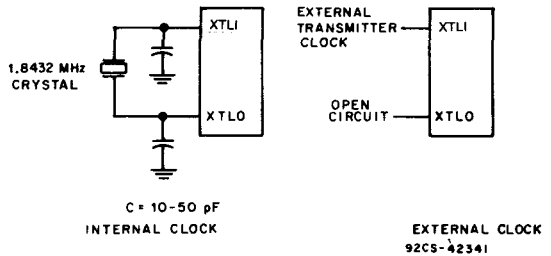 XTLI
1.8432 MHz
CRYSTAL
XTLO
C = 10-50 pF
INTERNAL CLOCK
EXTERNAL
TRANSMITTER
CLOCK
XTLI
OPEN
CIRCUIT
XTLO
EXTERNAL CLOCK
92CS-42341